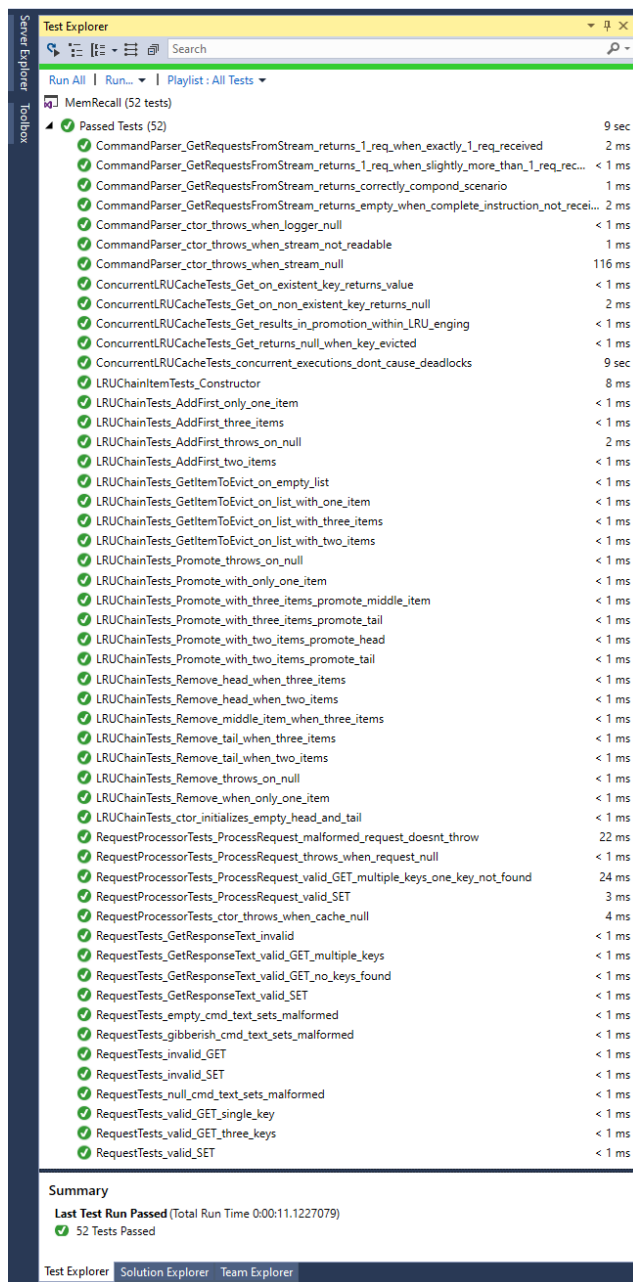 Server Explorer
Toolbox
Test Explorer
Search
Run All | Run... | Playlist : All Tests
MemRecall (52 tests)
Passed Tests (52) 9 sec
CommandParser_GetRequestsFromStream_returns_1_req_when_exactly_1_req_received 2 ms
CommandParser_GetRequestsFromStream_returns_1_req_when_slightly_more_than_1_req_rec... < 1 ms
CommandParser_GetRequestsFromStream_returns_correctly_compond_scenario 1 ms
CommandParser_GetRequestsFromStream_returns_empty_when_complete_instruction_not_recei... 2 ms
CommandParser_ctor_throws_when_logger_null < 1 ms
CommandParser_ctor_throws_when_stream_not_readable 1 ms
CommandParser_ctor_throws_when_stream_null 116 ms
ConcurrentLRUCacheTests_Get_on_existent_key_returns_value < 1 ms
ConcurrentLRUCacheTests_Get_on_non_existent_key_returns_null 2 ms
ConcurrentLRUCacheTests_Get_results_in_promotion_within_LRU_enging < 1 ms
ConcurrentLRUCacheTests_Get_returns_null_when_key_evicted < 1 ms
ConcurrentLRUCacheTests_concurrent_executions_dont_cause_deadlocks 9 sec
LRUChainItemTests_Constructor 8 ms
LRUChainTests_AddFirst_only_one_item < 1 ms
LRUChainTests_AddFirst_three_items < 1 ms
LRUChainTests_AddFirst_throws_on_null 2 ms
LRUChainTests_AddFirst_two_items < 1 ms
LRUChainTests_GetItemToEvict_on_empty_list < 1 ms
LRUChainTests_GetItemToEvict_on_list_with_one_item < 1 ms
LRUChainTests_GetItemToEvict_on_list_with_three_items < 1 ms
LRUChainTests_GetItemToEvict_on_list_with_two_items < 1 ms
LRUChainTests_Promote_throws_on_null < 1 ms
LRUChainTests_Promote_with_only_one_item < 1 ms
LRUChainTests_Promote_with_three_items_promote_middle_item < 1 ms
LRUChainTests_Promote_with_three_items_promote_tail < 1 ms
LRUChainTests_Promote_with_two_items_promote_head < 1 ms
LRUChainTests_Promote_with_two_items_promote_tail < 1 ms
LRUChainTests_Remove_head_when_three_items < 1 ms
LRUChainTests_Remove_head_when_two_items < 1 ms
LRUChainTests_Remove_middle_item_when_three_items < 1 ms
LRUChainTests_Remove_tail_when_three_items < 1 ms
LRUChainTests_Remove_tail_when_two_items < 1 ms
LRUChainTests_Remove_throws_on_null < 1 ms
LRUChainTests_Remove_when_only_one_item < 1 ms
LRUChainTests_ctor_initializes_empty_head_and_tail < 1 ms
RequestProcessorTests_ProcessRequest_malformed_request_doesnt_throw 22 ms
RequestProcessorTests_ProcessRequest_throws_when_request_null < 1 ms
RequestProcessorTests_ProcessRequest_valid_GET_multiple_keys_one_key_not_found 24 ms
RequestProcessorTests_ProcessRequest_valid_SET 3 ms
RequestProcessorTests_ctor_throws_when_cache_null 4 ms
RequestTests_GetResponseText_invalid < 1 ms
RequestTests_GetResponseText_valid_GET_multiple_keys < 1 ms
RequestTests_GetResponseText_valid_GET_no_keys_found < 1 ms
RequestTests_GetResponseText_valid_SET < 1 ms
RequestTests_empty_cmd_text_sets_malformed < 1 ms
RequestTests_gibberish_cmd_text_sets_malformed < 1 ms
RequestTests_invalid_GET < 1 ms
RequestTests_invalid_SET < 1 ms
RequestTests_null_cmd_text_sets_malformed < 1 ms
RequestTests_valid_GET_single_key < 1 ms
RequestTests_valid_GET_three_keys < 1 ms
RequestTests_valid_SET < 1 ms
Summary
Last Test Run Passed (Total Run Time 0:00:11.1227079)
52 Tests Passed
Test Explorer Solution Explorer Team Explorer